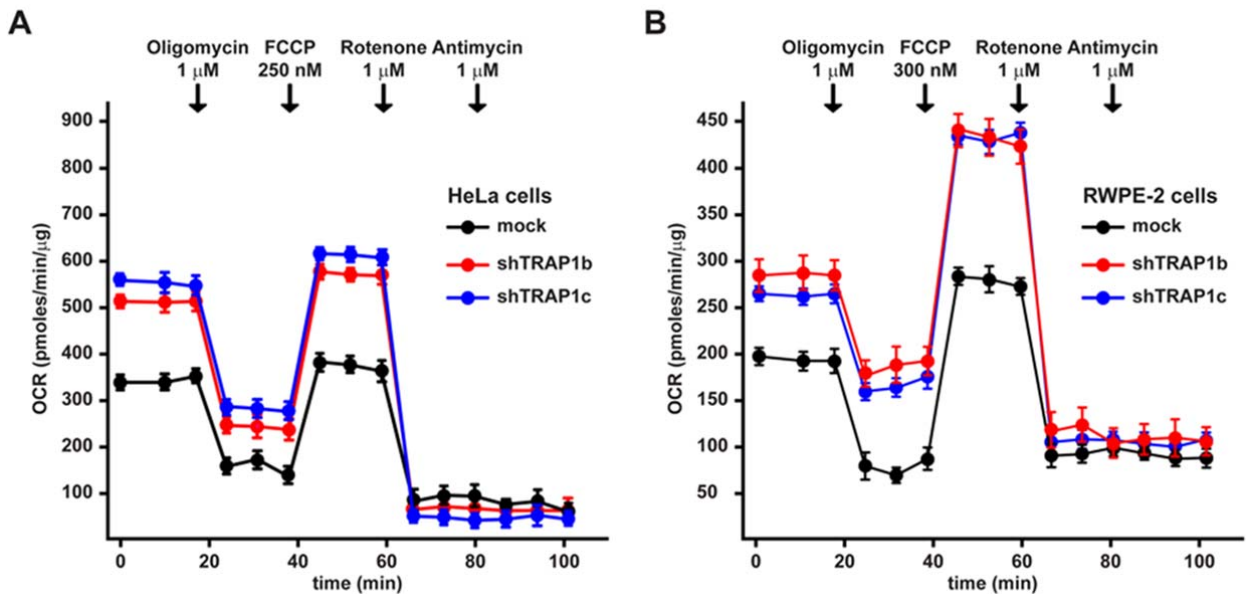 A
Oligomycin FCCP Rotenone Antimycin
1 μM 250 nM 1 μM 1 μM
900
800
700
600
500
400
300
200
100
OCR (pmoles/min/μg)
HeLa cells
mock
shTRAP1b
shTRAP1c
0 20 40 60 80 100
time (min)
B
Oligomycin FCCP Rotenone Antimycin
1 μM 300 nM 1 μM 1 μM
450
400
350
300
250
200
150
100
50
OCR (pmoles/min/μg)
RWPE-2 cells
mock
shTRAP1b
shTRAP1c
0 20 40 60 80 100
time (min)